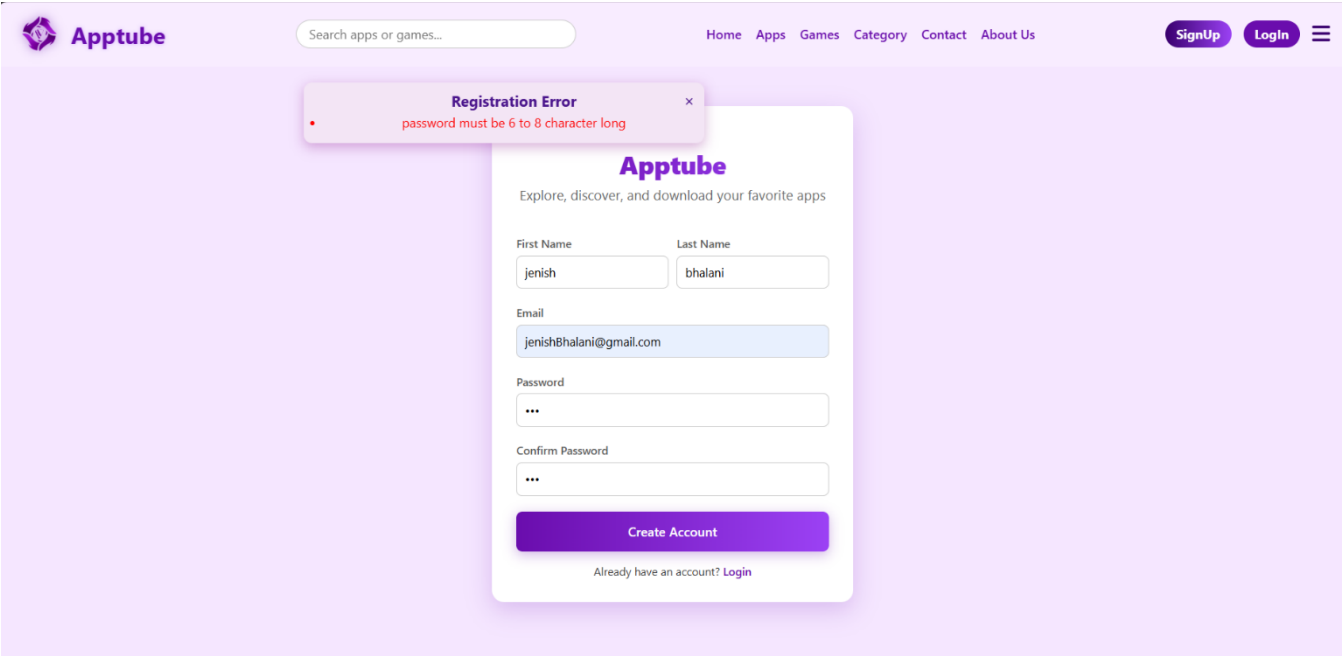 Apptube
Search apps or games...
Home Apps Games Category Contact About Us
SignUp
LogIn
Registration Error
×
• password must be 6 to 8 character long
Apptube
Explore, discover, and download your favorite apps
First Name Last Name
jenish bhalani
Email
jenishBhalani@gmail.com
Password
•••
Confirm Password
•••
Create Account
Already have an account? Login